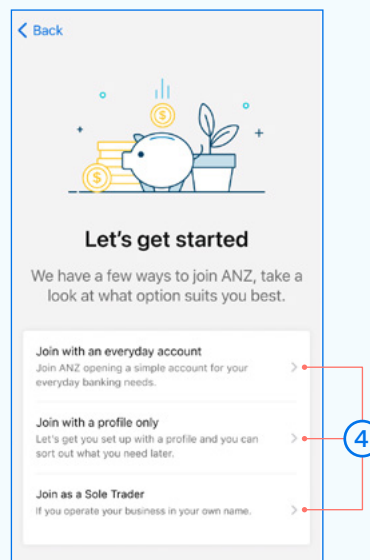 Back
Let's get started
We have a few ways to join ANZ, take a
look at what option suits you best.
Join with an everyday account
Join ANZ opening a simple account for your
everyday banking needs.
Join with a profile only
Let's get you set up with a profile and you can
sort out what you need later.
4
Join as a Sole Trader
If you operate your business in your own name.